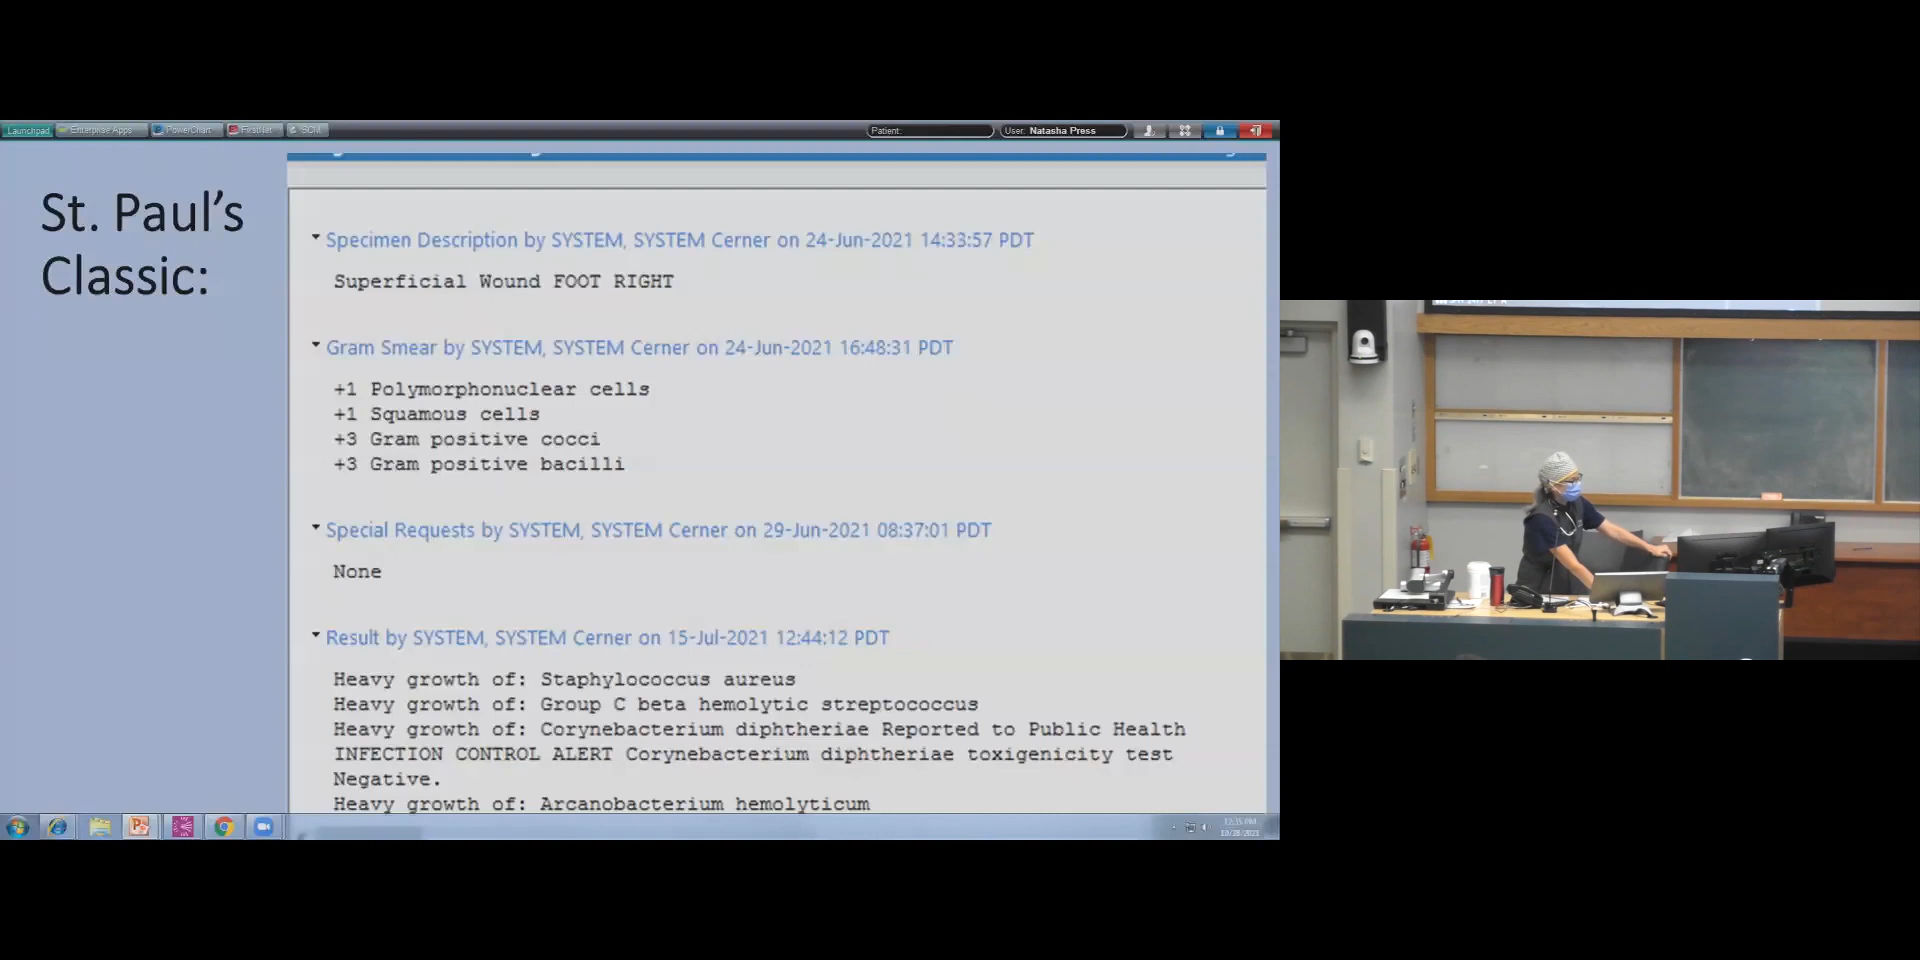 Launchpad
Enterprise Apps
PowerChart
FirstNet
Patient:
User: Natasha Press
St. Paul's
Classic:
Specimen Description by SYSTEM, SYSTEM Cerner on 24-Jun-2021 14:33:57 PDT
Superficial Wound FOOT RIGHT
Gram Smear by SYSTEM, SYSTEM Cerner on 24-Jun-2021 16:48:31 PDT
+1 Polymorphonuclear cells
+1 Squamous cells
+3 Gram positive cocci
+3 Gram positive bacilli
Special Requests by SYSTEM, SYSTEM Cerner on 29-Jun-2021 08:37:01 PDT
None
Result by SYSTEM, SYSTEM Cerner on 15-Jul-2021 12:44:12 PDT
Heavy growth of: Staphylococcus aureus
Heavy growth of: Group C beta hemolytic streptococcus
Heavy growth of: Corynebacterium diphtheriae Reported to Public Health
INFECTION CONTROL ALERT Corynebacterium diphtheriae toxigenicity test
Negative.
Heavy growth of: Arcanobacterium hemolyticum
12:35 PM